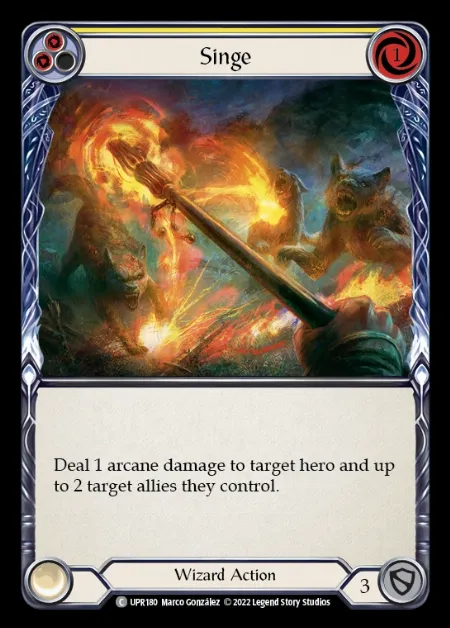 1
Singe
Deal 1 arcane damage to target hero and up
to 2 target allies they control.
Wizard Action
3
C UPR180 Marco González © 2022 Legend Story Studios